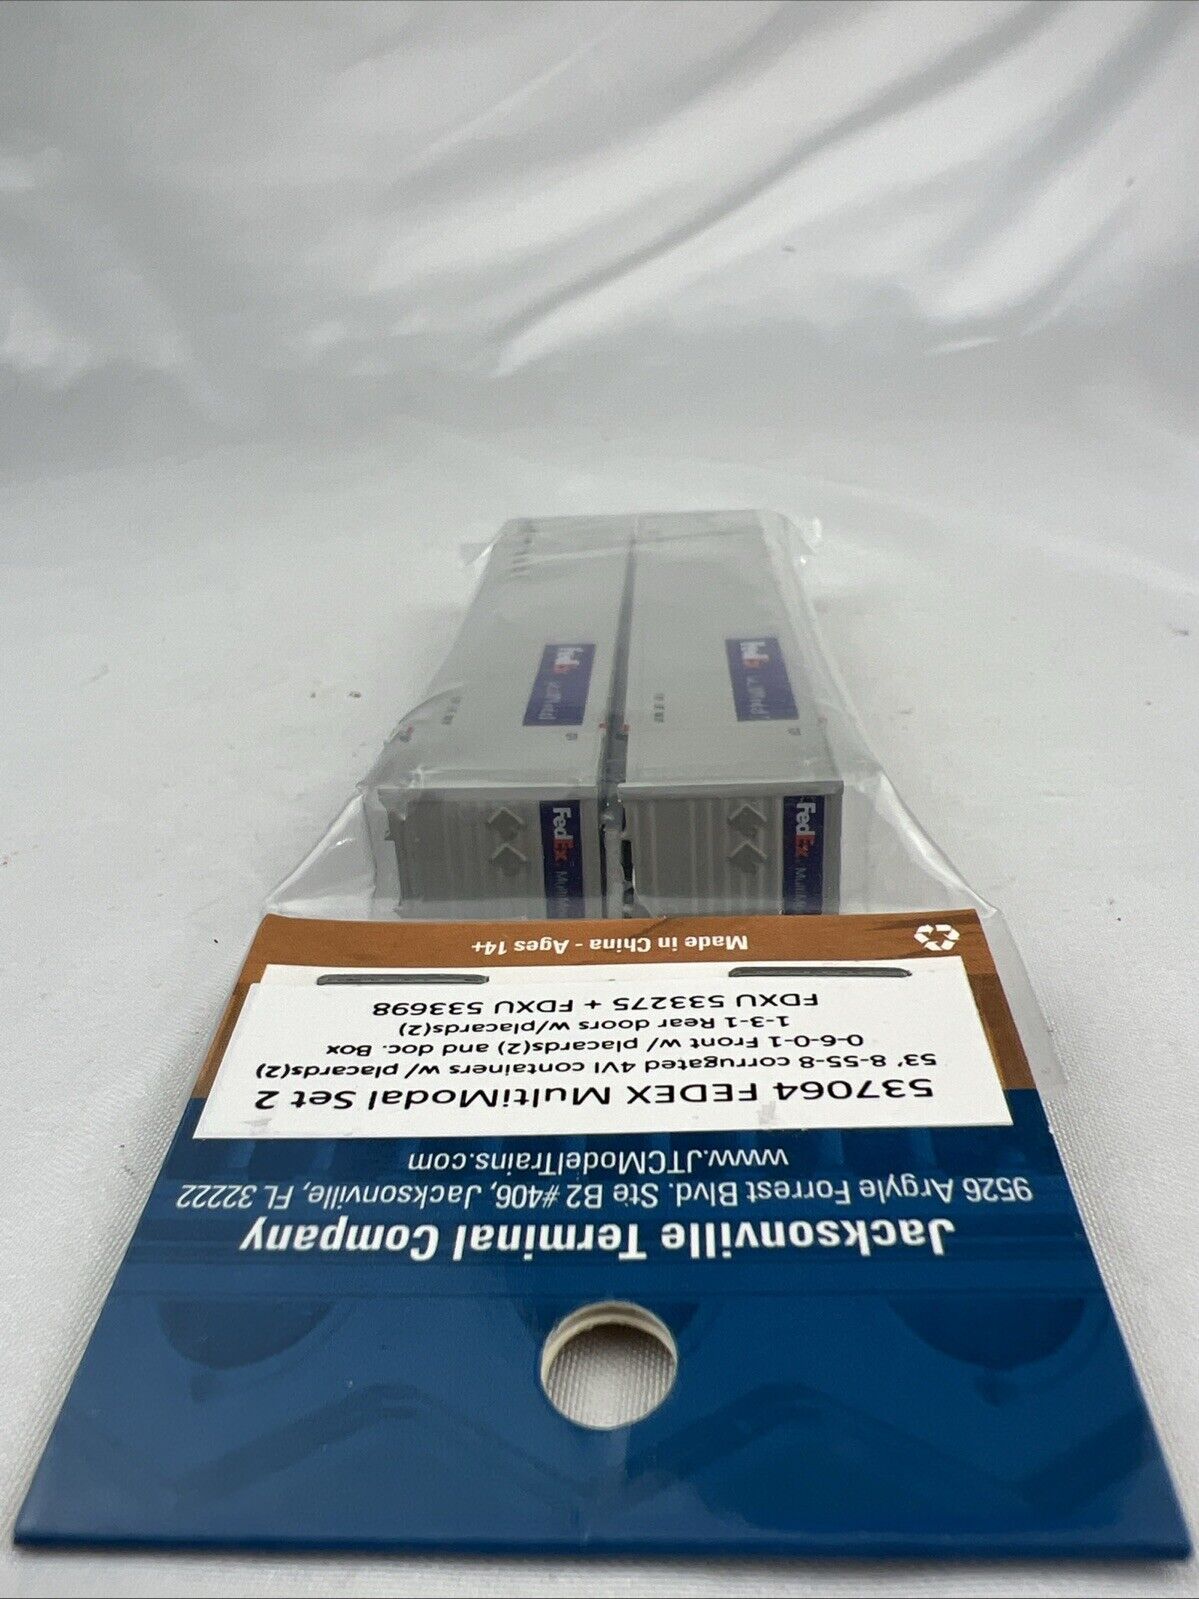 Jacksonville Terminal Company
9526 Argyle Forrest Blvd. Ste B2 #406, Jacksonville, FL 32222
www.JTCModelTrains.com
537064 FEDEX MultiModal Set 2
53' 8-55-8 corrugated 4VI containers w/ placards(2)
0-6-0-1 Front w/ placards(2) and doc. Box
1-3-1 Rear doors w/placards(2)
FDXU 533275 + FDXU 533698
Made in China - Ages 14+
FedEx
FedEx
FedEx
FedEx